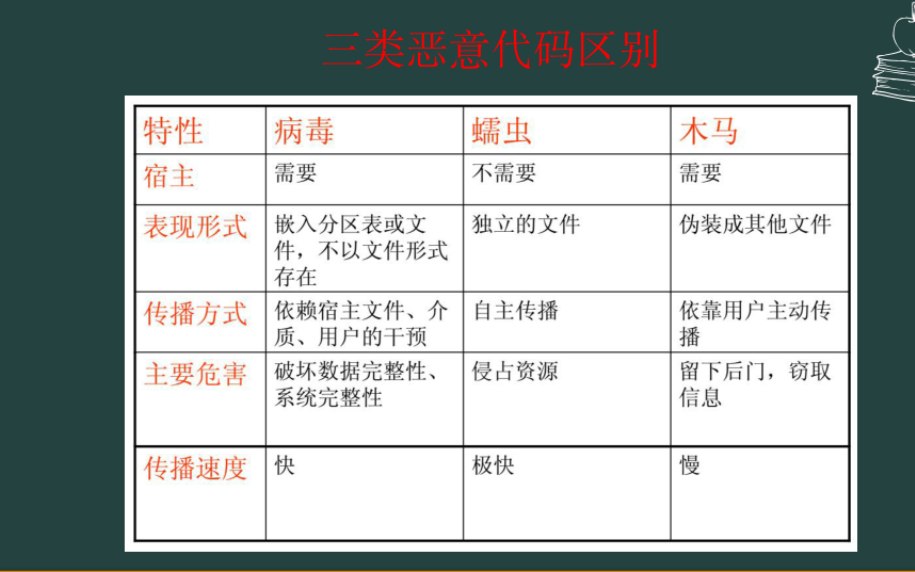 三类恶意代码区别
特性 病毒 蠕虫 木马
宿主 需要 不需要 需要
表现形式 嵌入分区表或文 独立的文件 伪装成其他文件
件，不以文件形式
存在
传播方式 依赖宿主文件、介 自主传播 依靠用户主动传
质、用户的干预 播
主要危害 破坏数据完整性、 侵占资源 留下后门，窃取
系统完整性 信息
传播速度 快 极快 慢